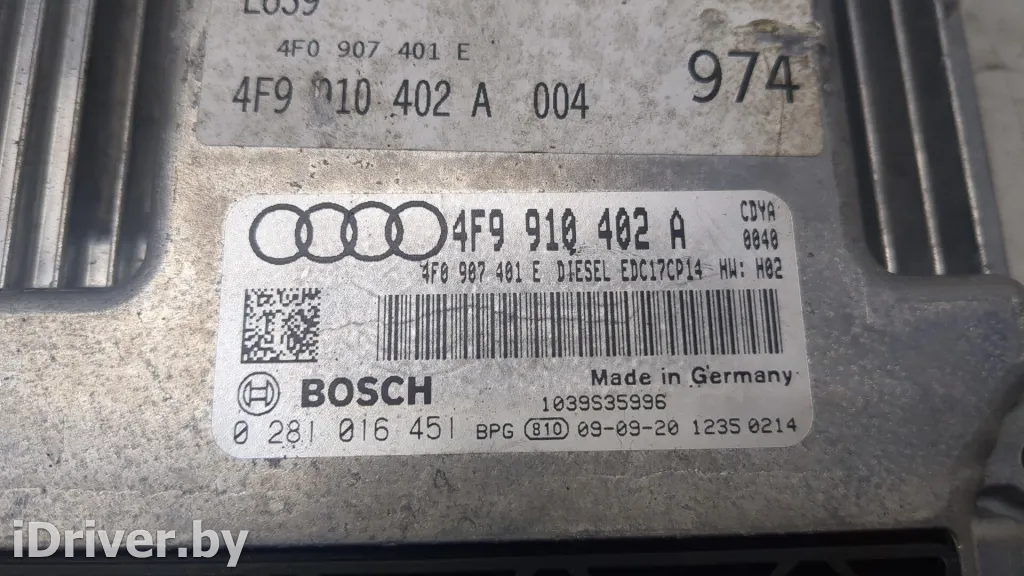 L659
4F0 907 401 E
4F9 910 402 A 004
974
4F9 910 402 A
CDYA
0040
4F0 907 401 E DIESEL EDC17CP14 HW: H02
BOSCH
Made in Germany
1039S35996
0 281 016 451 BPG 810 09-09-20 1235 0214
iDriver.by